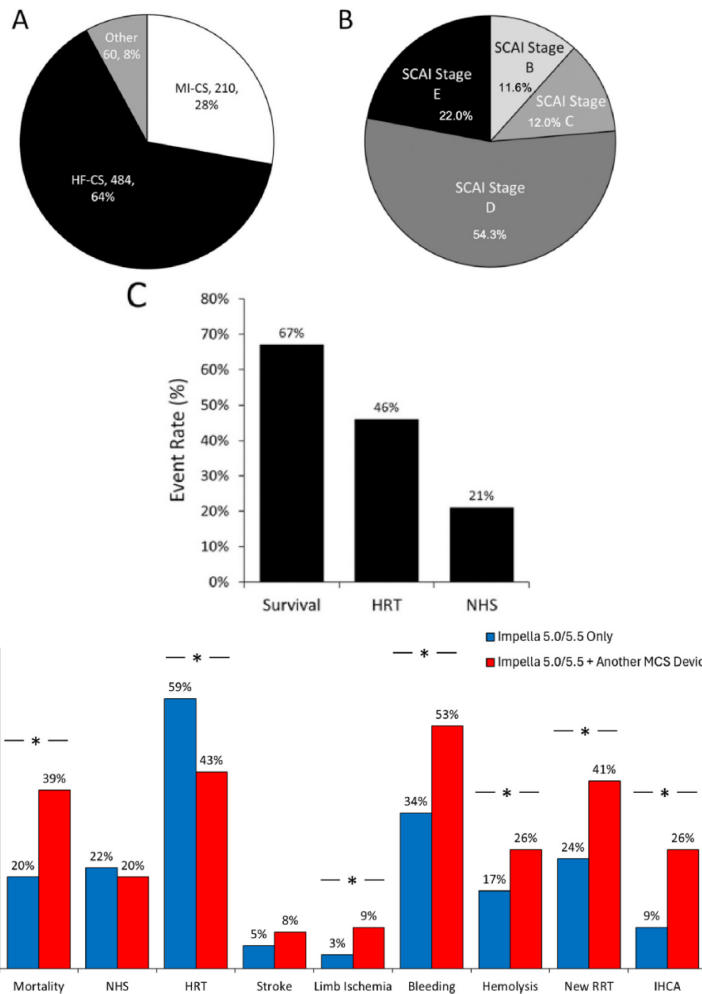 A
Other
60, 8%
MI-CS, 210,
28%
HF-CS, 484,
64%
B
SCAI Stage
B
11.6%
SCAI Stage
C
12.0%
SCAI Stage
D
54.3%
SCAI Stage
E
22.0%
C
Event Rate (%)
80%
70%
60%
50%
40%
30%
20%
10%
0%
67%
46%
21%
Survival HRT NHS
Impella 5.0/5.5 Only
Impella 5.0/5.5 + Another MCS Devic
* * * * * * *
20% 39% 22% 20% 59% 43% 5% 8% 3% 9% 34% 53% 17% 26% 24% 41% 9% 26%
Mortality NHS HRT Stroke Limb Ischemia Bleeding Hemolysis New RRT IHCA